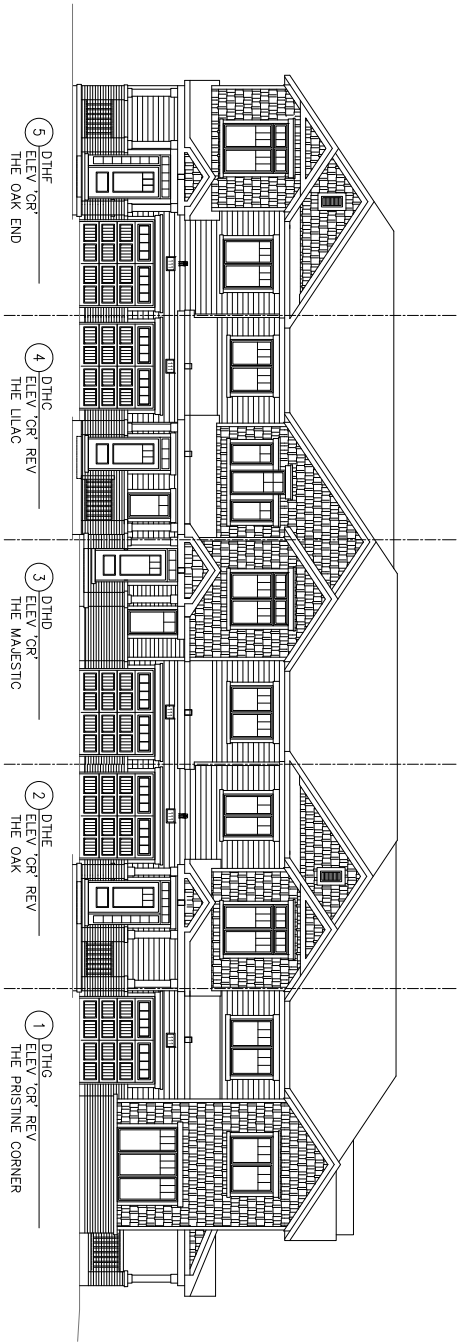 5
DTHF
ELEV 'CR'
THE OAK END
4
DTHC
ELEV 'CR' REV
THE LILAC
3
DTHD
ELEV 'CR'
THE MAJESTIC
2
DTHE
ELEV 'CR' REV
THE OAK
1
DTHG
ELEV 'CR' REV
THE PRISTINE CORNER